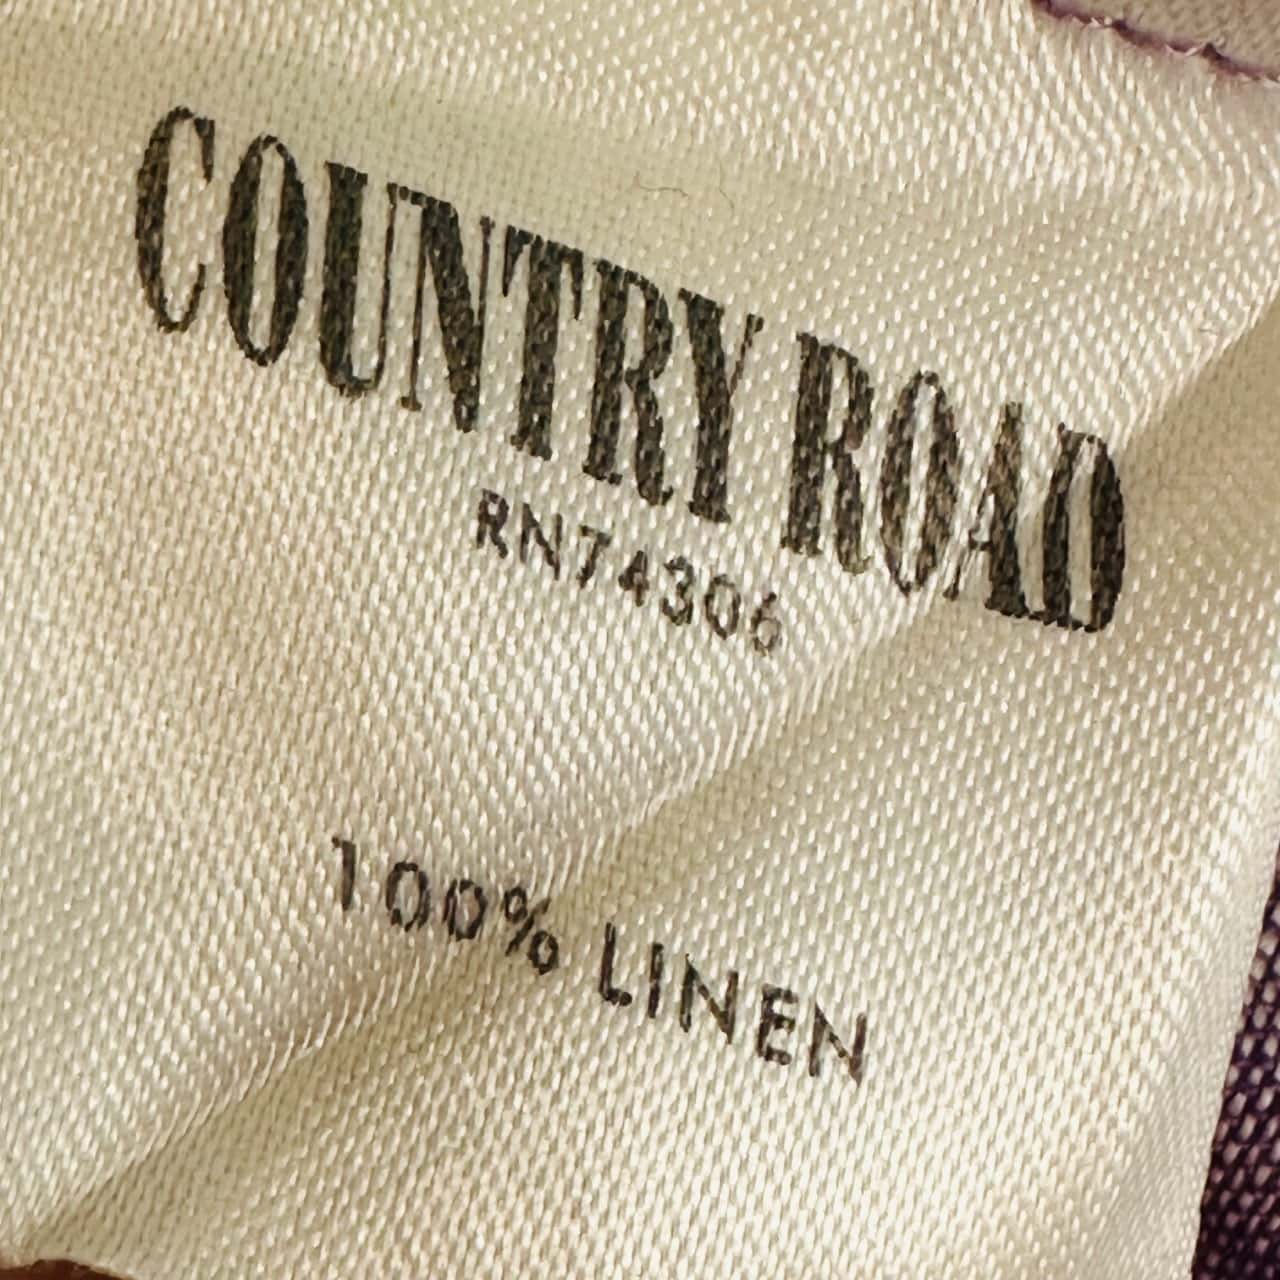 COUNTRY ROAD
RN74306
100% LINEN